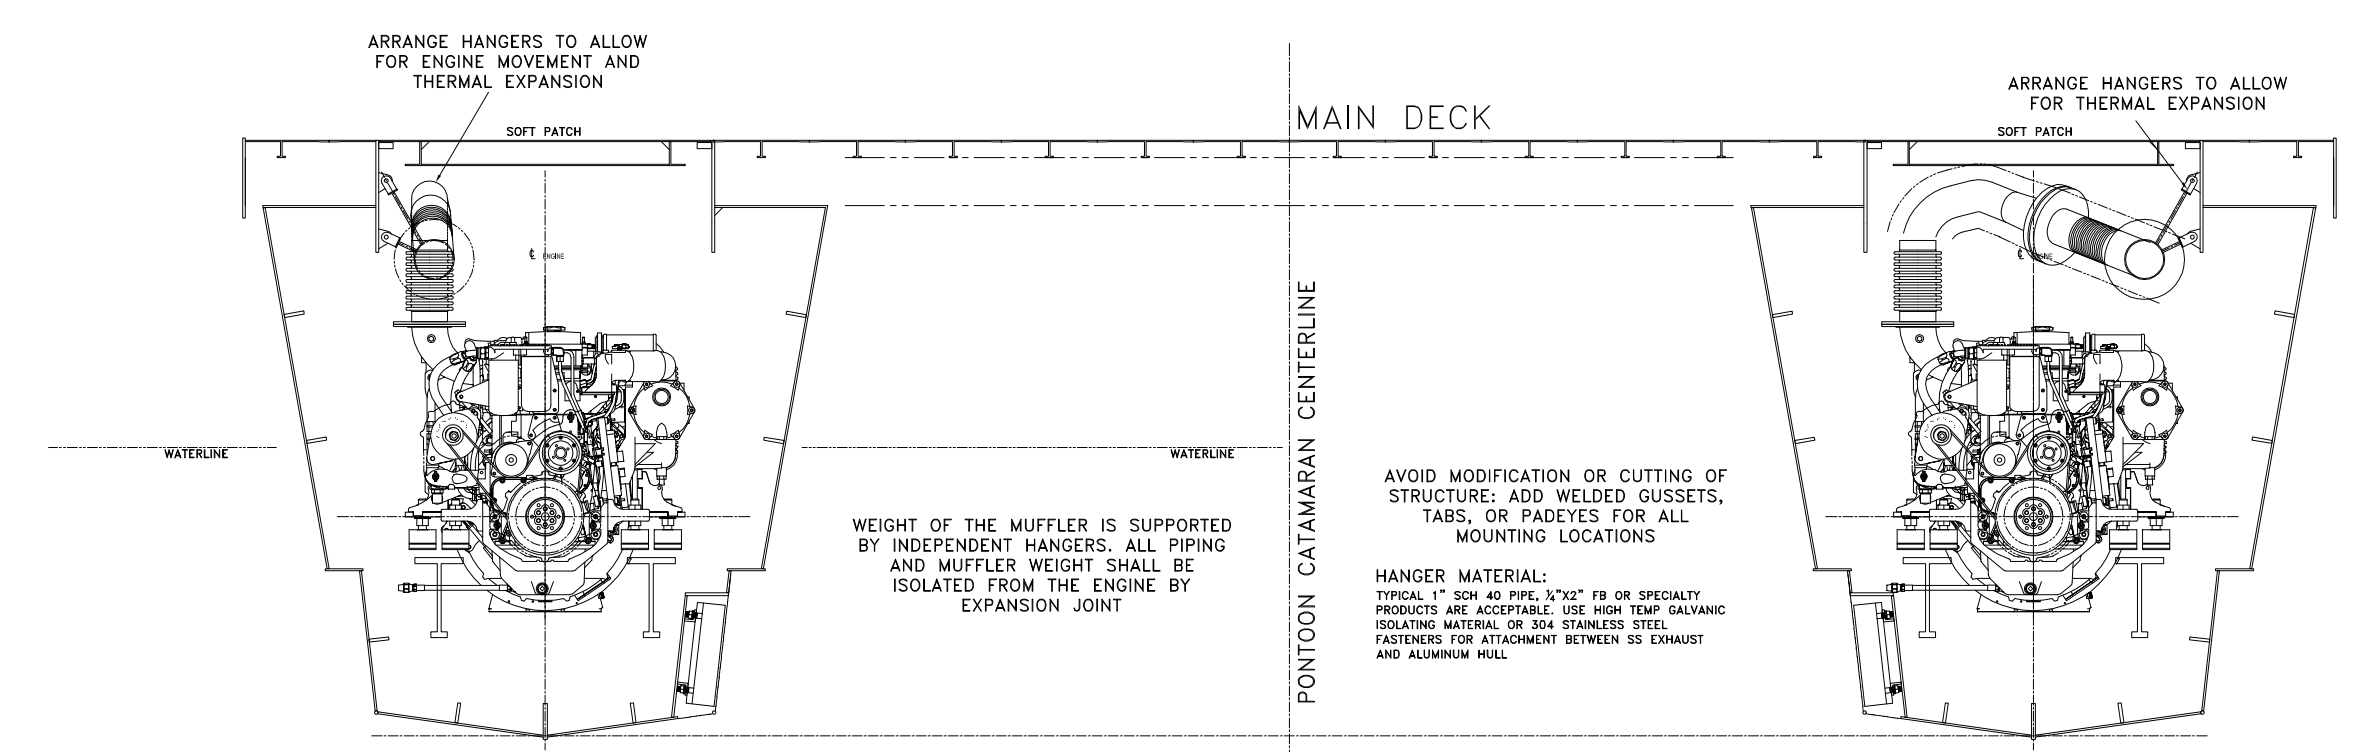 ARRANGE HANGERS TO ALLOW
FOR ENGINE MOVEMENT AND
THERMAL EXPANSION
SOFT PATCH
MAIN DECK
ARRANGE HANGERS TO ALLOW
FOR THERMAL EXPANSION
SOFT PATCH
℄ ENGINE
℄ ENGINE
WATERLINE
WATERLINE
PONTOON CATAMARAN CENTERLINE
WEIGHT OF THE MUFFLER IS SUPPORTED
BY INDEPENDENT HANGERS. ALL PIPING
AND MUFFLER WEIGHT SHALL BE
ISOLATED FROM THE ENGINE BY
EXPANSION JOINT
AVOID MODIFICATION OR CUTTING OF
STRUCTURE: ADD WELDED GUSSETS,
TABS, OR PADEYES FOR ALL
MOUNTING LOCATIONS
HANGER MATERIAL:
TYPICAL 1" SCH 40 PIPE, ¼"X2" FB OR SPECIALTY
PRODUCTS ARE ACCEPTABLE. USE HIGH TEMP GALVANIC
ISOLATING MATERIAL OR 304 STAINLESS STEEL
FASTENERS FOR ATTACHMENT BETWEEN SS EXHAUST
AND ALUMINUM HULL